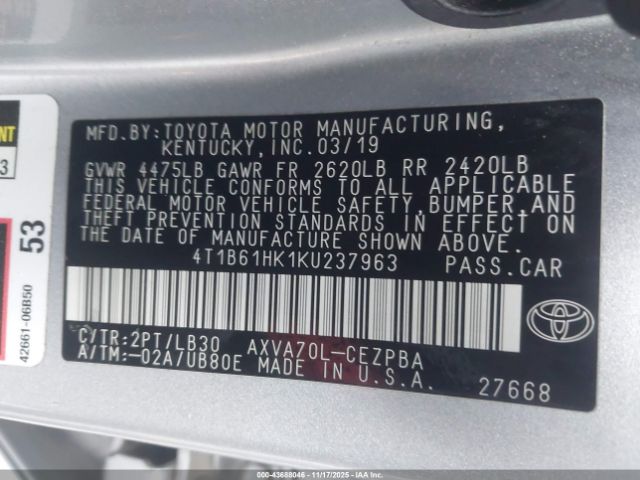 MFD.BY:TOYOTA MOTOR MANUFACTURING,
KENTUCKY,INC.03/19
GVWR 4475LB GAWR FR 2620LB RR 2420LB
THIS VEHICLE CONFORMS TO ALL APPLICABLE
FEDERAL MOTOR VEHICLE SAFETY,BUMPER,AND
THEFT PREVENTION STANDARDS IN EFFECT ON
THE DATE OF MANUFACTURE SHOWN ABOVE.
4T1B61HK1KU237963 PASS.CAR
C/TR:2PT/LB30 AXVA70L-CEZPBA
A/TM:-02A/UB80E MADE IN U.S.A.
27668
53
42661-06B50
000-43688046 - 11/17/2025 - IAAI.COM